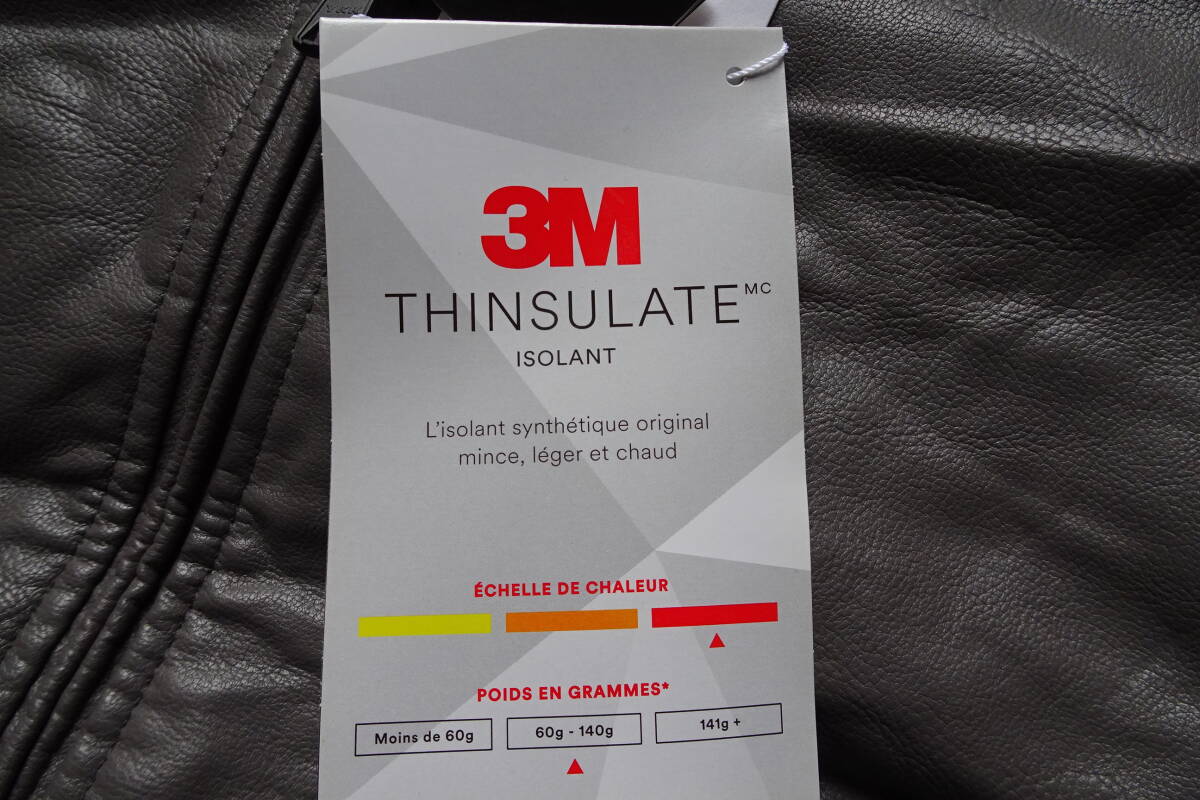 3M
THINSULATE MC
ISOLANT
L'isolant synthétique original
mince, léger et chaud
ÉCHELLE DE CHALEUR
POIDS EN GRAMMES*
Moins de 60g
60g - 140g
141g +